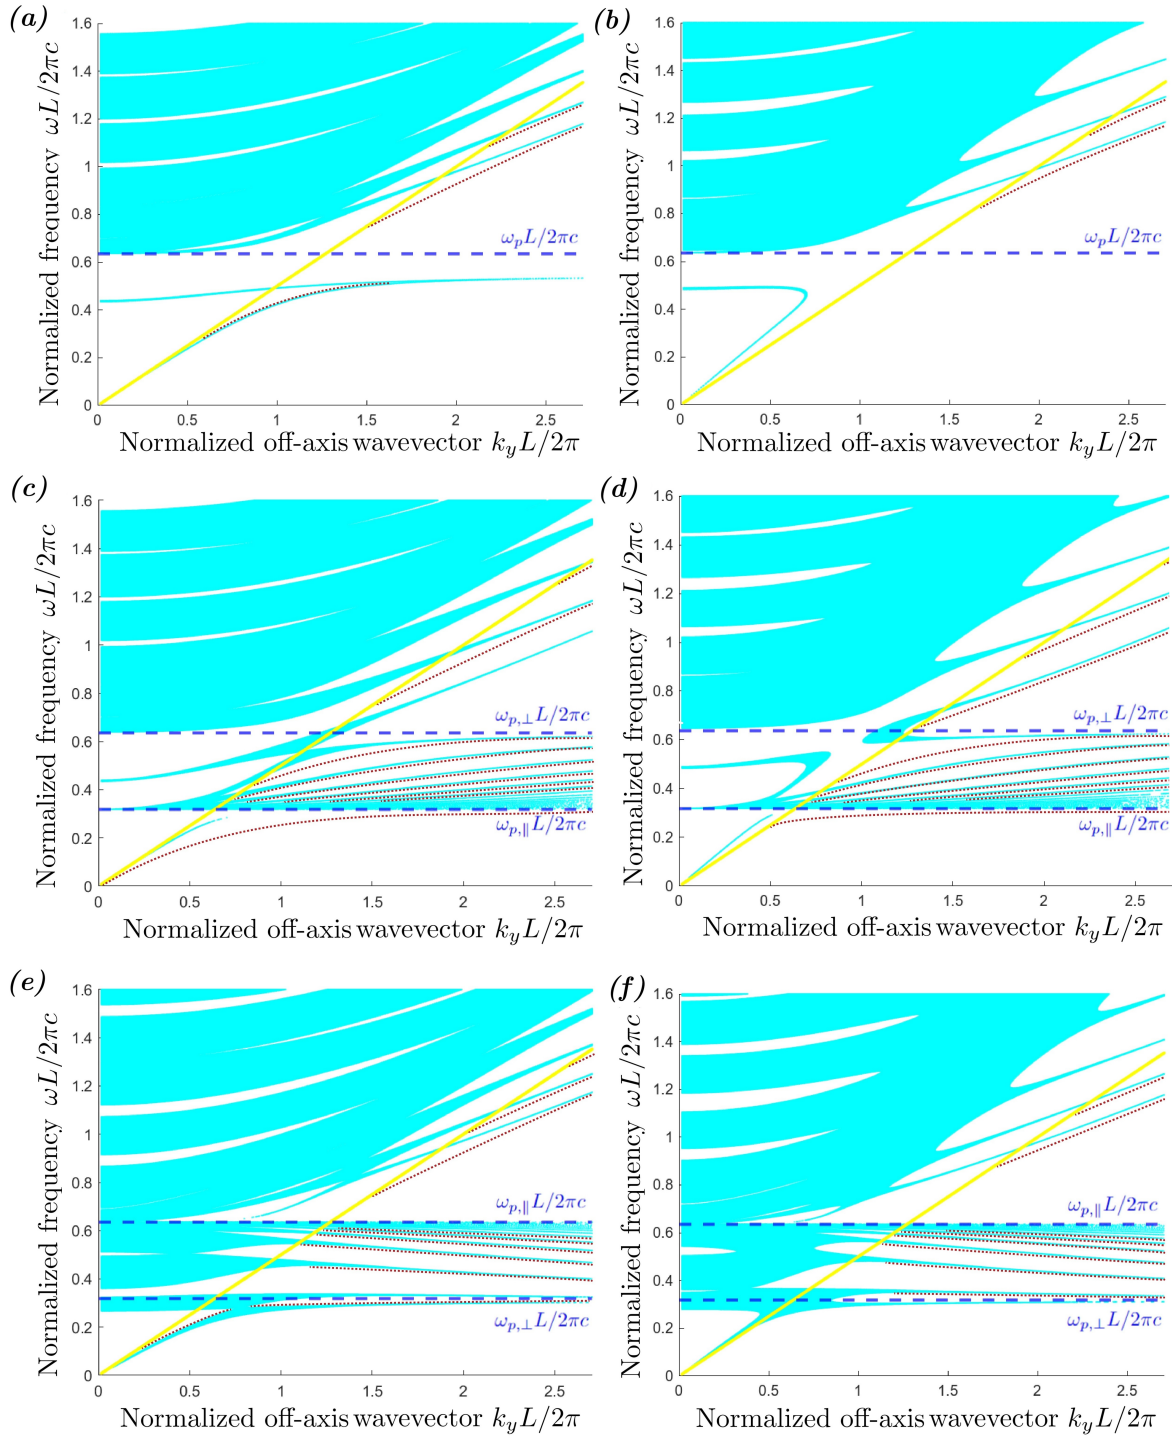 (a)
1.6
1.4
1.2
1
0.8
0.6
0.4
0.2
0
0 0.5 1 1.5 2 2.5
Normalized frequency ωL/2πc
ω_pL/2πc
Normalized off-axis wavevector k_yL/2π
(b)
1.6
1.4
1.2
1
0.8
0.6
0.4
0.2
0
0 0.5 1 1.5 2 2.5
Normalized frequency ωL/2πc
ω_pL/2πc
Normalized off-axis wavevector k_yL/2π
(c)
1.6
1.4
1.2
1
0.8
0.6
0.4
0.2
0
0 0.5 1 1.5 2 2.5
Normalized frequency ωL/2πc
ω_{p,⊥}L/2πc
ω_{p,∥}L/2πc
Normalized off-axis wavevector k_yL/2π
(d)
1.6
1.4
1.2
1
0.8
0.6
0.4
0.2
0
0 0.5 1 1.5 2 2.5
Normalized frequency ωL/2πc
ω_{p,⊥}L/2πc
ω_{p,∥}L/2πc
Normalized off-axis wavevector k_yL/2π
(e)
1.6
1.4
1.2
1
0.8
0.6
0.4
0.2
0
0 0.5 1 1.5 2 2.5
Normalized frequency ωL/2πc
ω_{p,∥}L/2πc
ω_{p,⊥}L/2πc
Normalized off-axis wavevector k_yL/2π
(f)
1.6
1.4
1.2
1
0.8
0.6
0.4
0.2
0
0 0.5 1 1.5 2 2.5
Normalized frequency ωL/2πc
ω_{p,∥}L/2πc
ω_{p,⊥}L/2πc
Normalized off-axis wavevector k_yL/2π